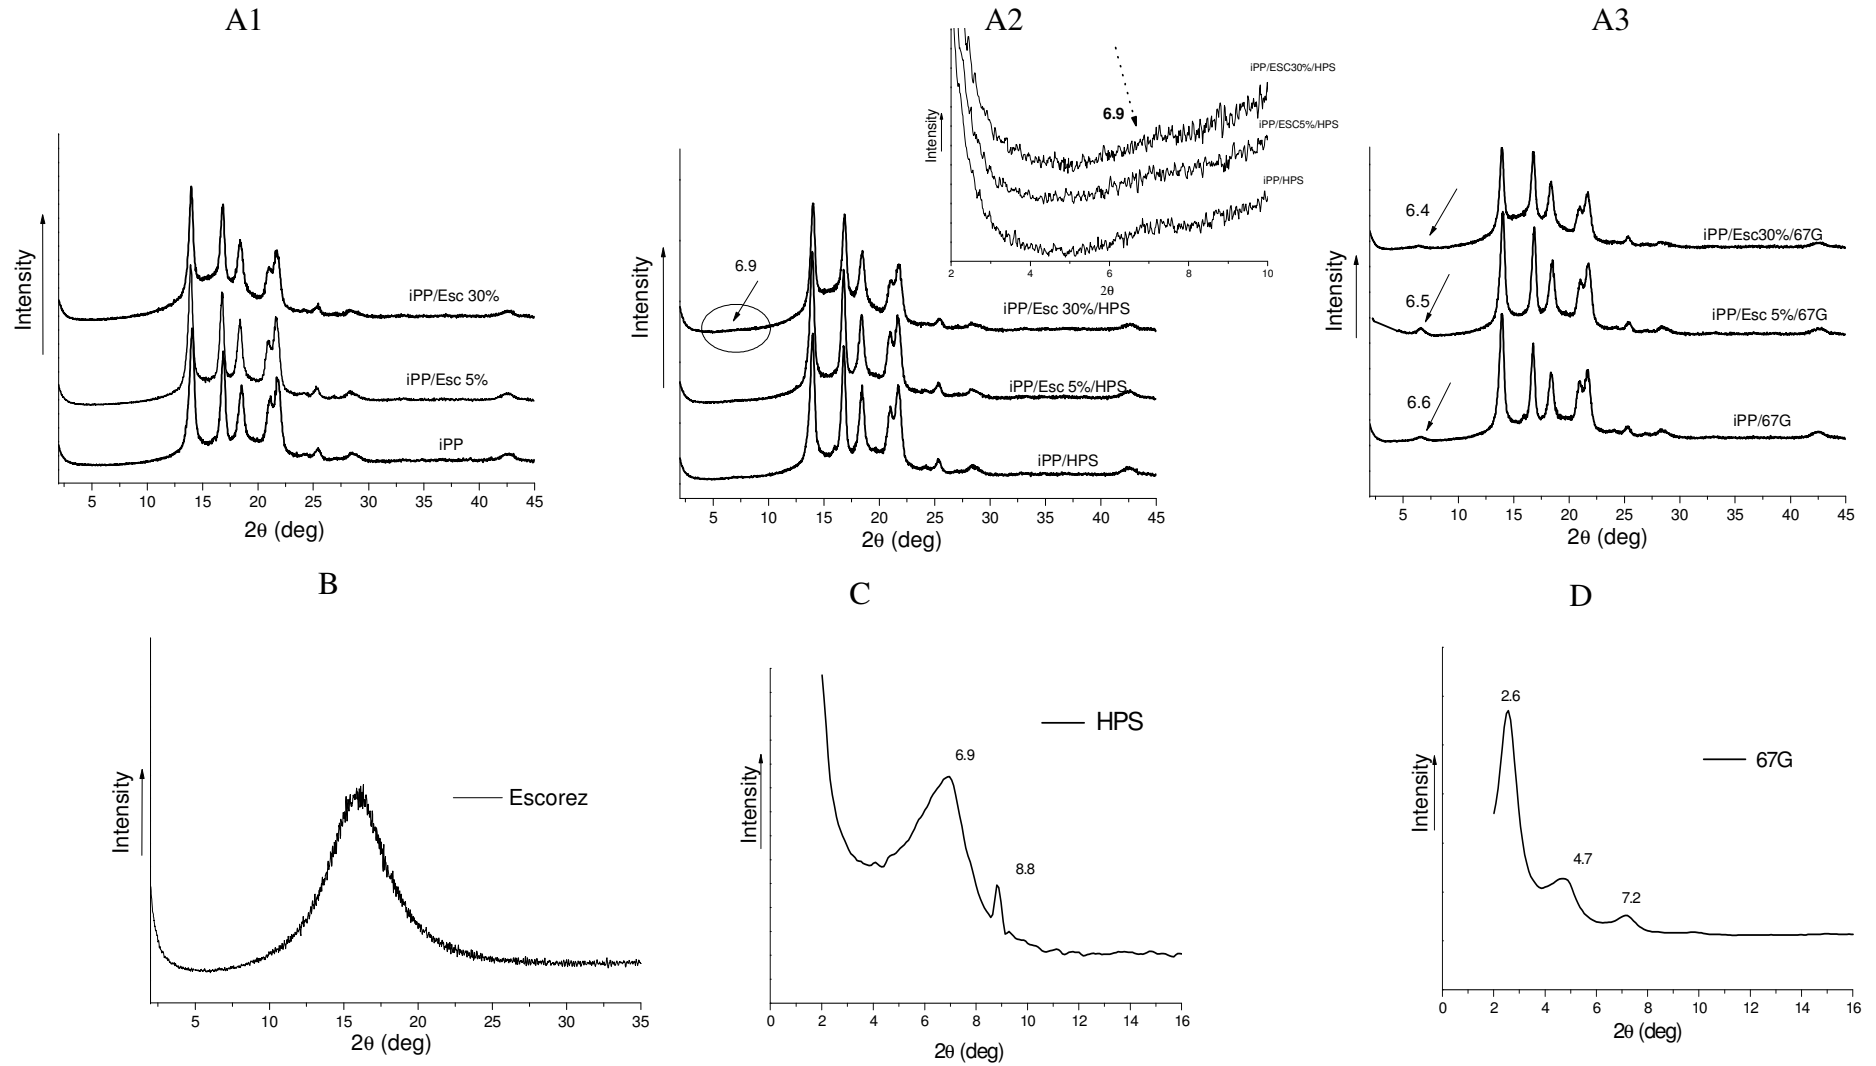 A1
A2
A3
Intensity
iPP/Esc 30%
iPP/Esc 5%
iPP
5 10 15 20 25 30 35 40 45
2θ (deg)
Intensity
6.9
iPP/Esc 30%/HPS
iPP/Esc 5%/HPS
iPP/HPS
5 10 15 20 25 30 35 40 45
2θ (deg)
Intensity
6.9
iPP/ESC30%/HPS
iPP/ESC5%/HPS
iPP/HPS
2 4 6 8 10
2θ
Intensity
6.4
iPP/Esc30%/67G
6.5
iPP/Esc 5%/67G
6.6
iPP/67G
5 10 15 20 25 30 35 40 45
2θ (deg)
B
Intensity
Escorez
5 10 15 20 25 30 35
2θ (deg)
C
Intensity
HPS
6.9
8.8
0 2 4 6 8 10 12 14 16
2θ (deg)
D
Intensity
2.6
67G
4.7
7.2
0 2 4 6 8 10 12 14 16
2θ (deg)